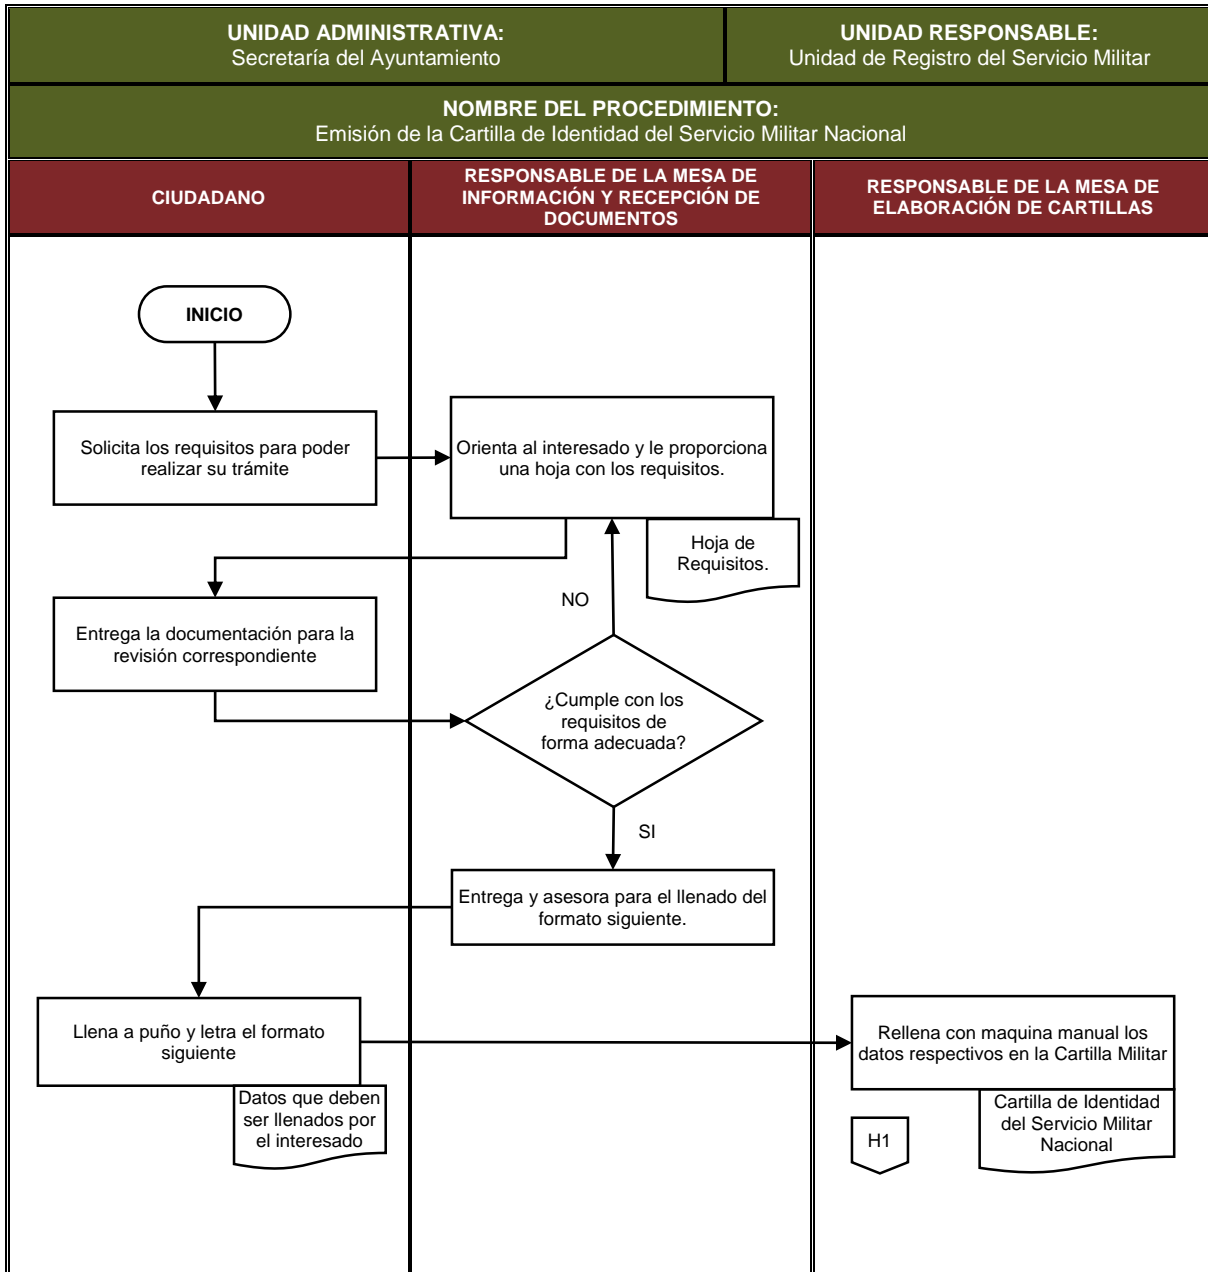 UNIDAD ADMINISTRATIVA:
Secretaría del Ayuntamiento
UNIDAD RESPONSABLE:
Unidad de Registro del Servicio Militar
NOMBRE DEL PROCEDIMIENTO:
Emisión de la Cartilla de Identidad del Servicio Militar Nacional
CIUDADANO
RESPONSABLE DE LA MESA DE
INFORMACIÓN Y RECEPCIÓN DE
DOCUMENTOS
RESPONSABLE DE LA MESA DE
ELABORACIÓN DE CARTILLAS
INICIO
Solicita los requisitos para poder
realizar su trámite
Orienta al interesado y le proporciona
una hoja con los requisitos.
Hoja de
Requisitos.
NO
Entrega la documentación para la
revisión correspondiente
¿Cumple con los
requisitos de
forma adecuada?
SI
Entrega y asesora para el llenado del
formato siguiente.
Llena a puño y letra el formato
siguiente
Datos que deben
ser llenados por
el interesado
Rellena con maquina manual los
datos respectivos en la Cartilla Militar
Cartilla de Identidad
del Servicio Militar
Nacional
H1